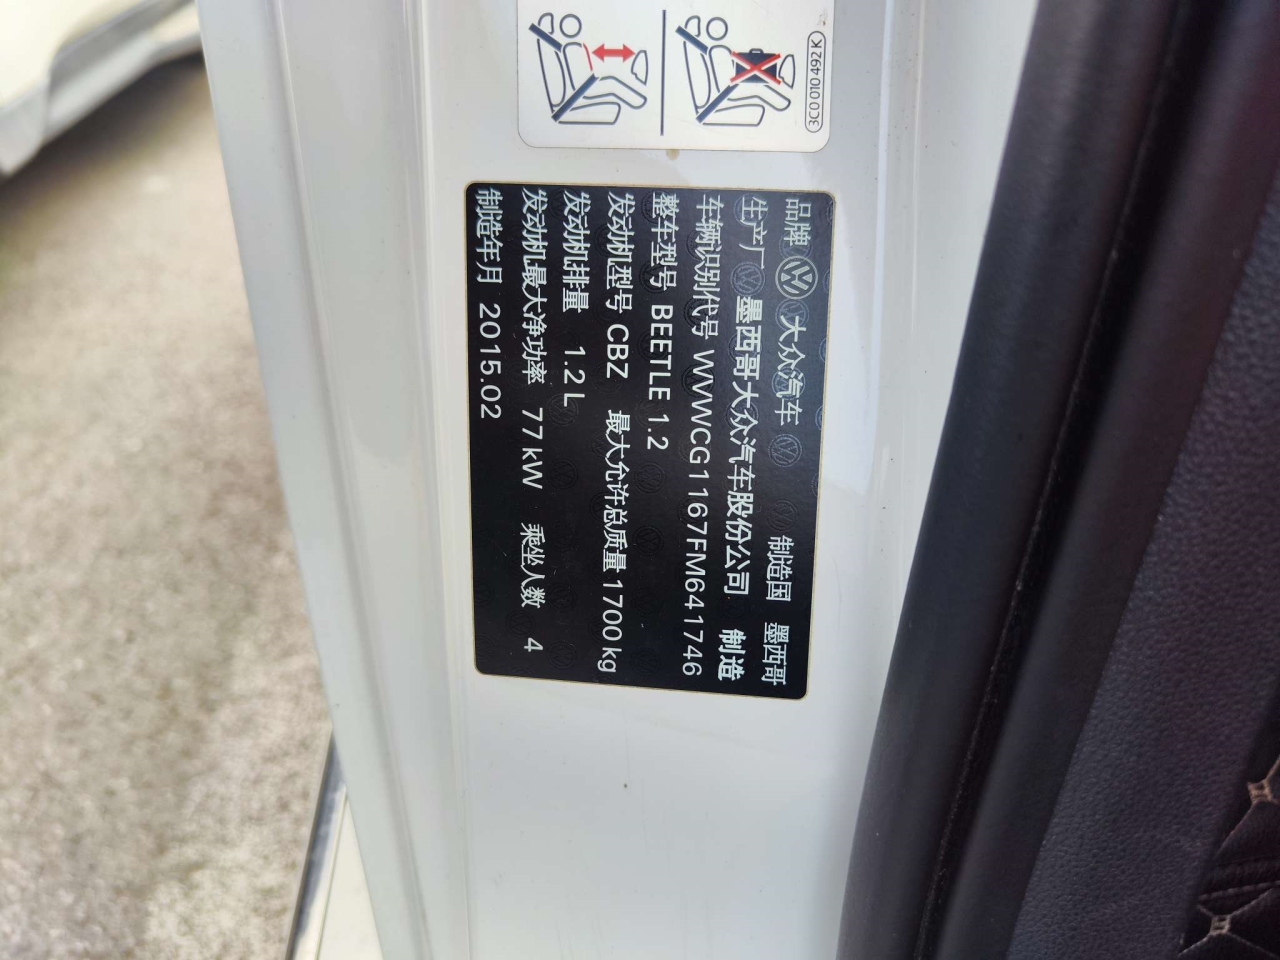 3C0 010 492 K
品牌 大众汽车 制造国 墨西哥
生产厂 墨西哥大众汽车股份公司 制造
车辆识别代号 WVWCG1167FM641746
整车型号 BEETLE 1.2
发动机型号 CBZ 最大允许总质量 1700kg
发动机排量 1.2L
发动机最大净功率 77kW 乘坐人数 4
制造年月 2015.02